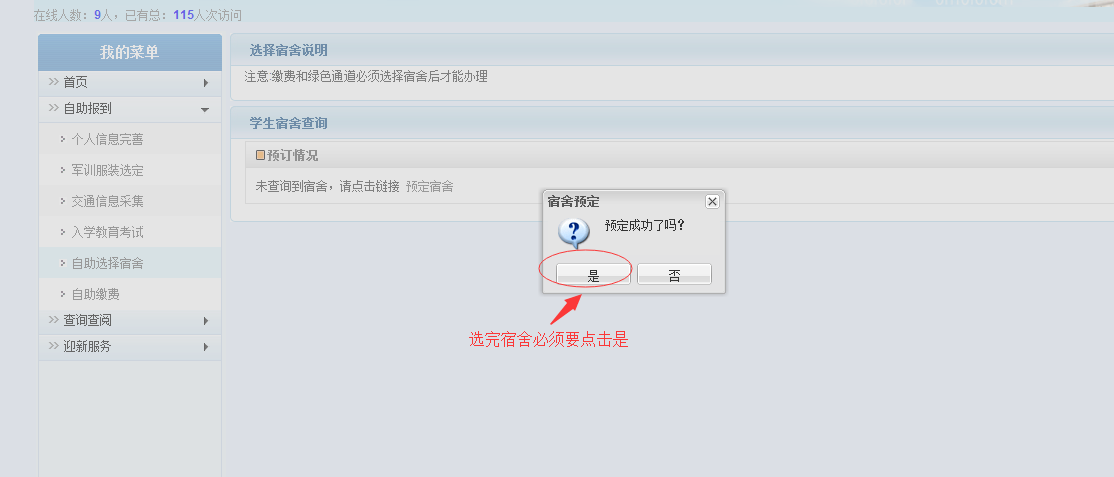 在线人数：9人，已有总：115人次访问
我的菜单
首页
自助报到
个人信息完善
军训服装选定
交通信息采集
入学教育考试
自助选择宿舍
自助缴费
查询查阅
迎新服务
选择宿舍说明
注意:缴费和绿色通道必须选择宿舍后才能办理
学生宿舍查询
预订情况
未查询到宿舍，请点击链接 预定宿舍
宿舍预定
预定成功了吗?
是 否
选完宿舍必须要点击是